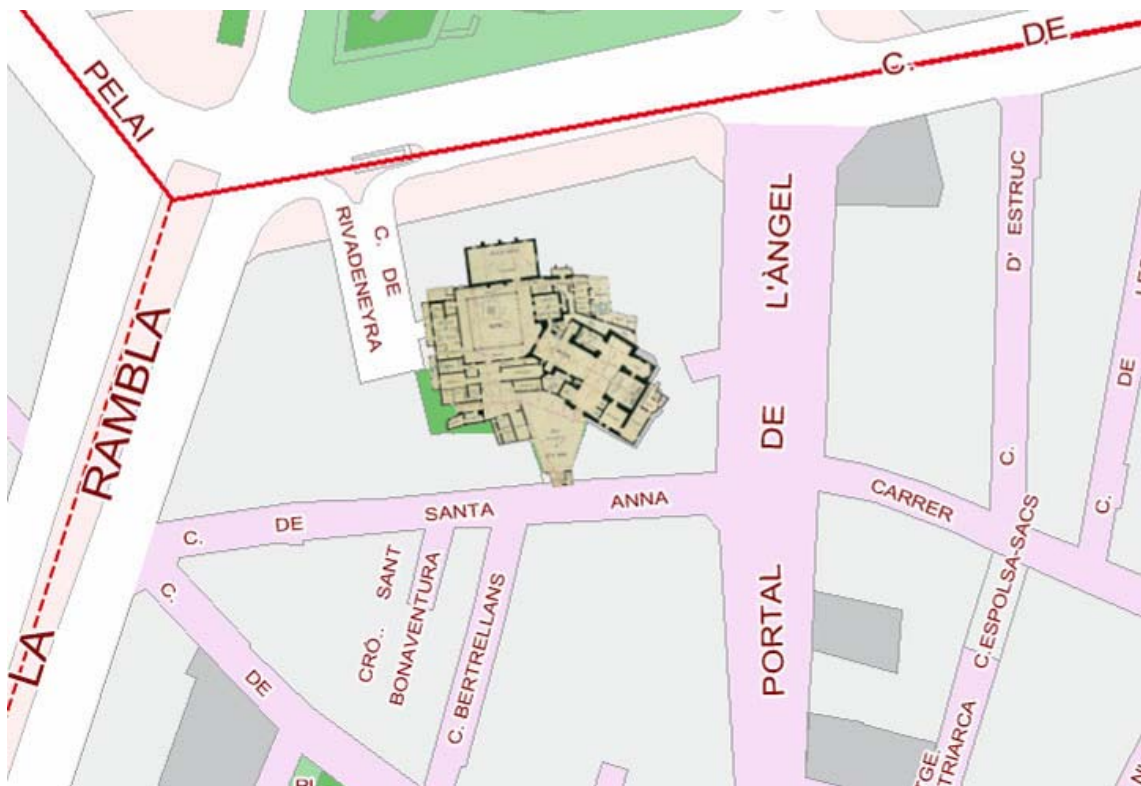 PELAI
C. DE
D' ESTRUC
C.
C. DE
RIVADENEYRA
PORTAL DE L'ÀNGEL
LA RAMBLA
C. DE SANTA ANNA
CARRER
C. DE
C. ESPOLSA-SACS
CRÓ.. SANT
BONAVENTURA
C. BERTRELLANS
C. DE